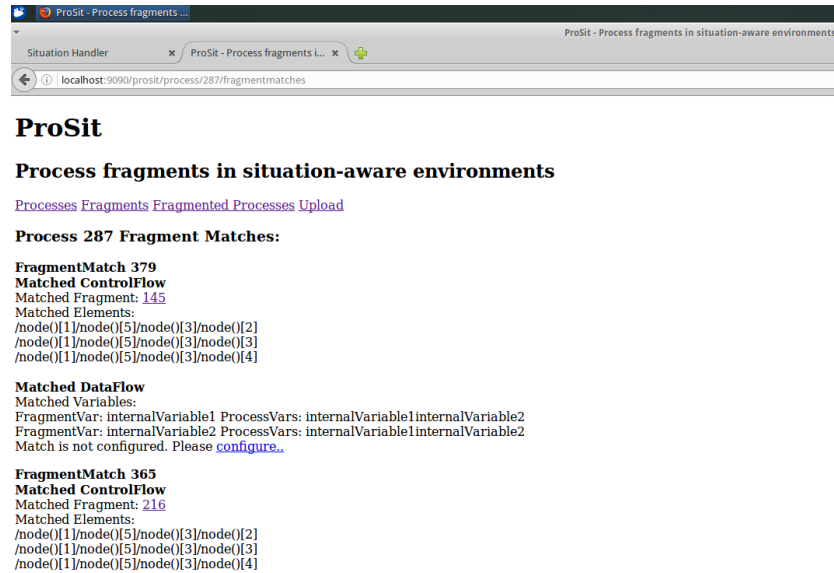 ProSit - Process fragments ...
ProSit - Process fragments in situation-aware environments
Situation Handler
ProSit - Process fragments i...
localhost:9090/prosit/process/287/fragmentmatches
ProSit
Process fragments in situation-aware environments
Processes Fragments Fragmented Processes Upload
Process 287 Fragment Matches:
FragmentMatch 379
Matched ControlFlow
Matched Fragment: 145
Matched Elements:
/node()[1]/node()[5]/node()[3]/node()[2]
/node()[1]/node()[5]/node()[3]/node()[3]
/node()[1]/node()[5]/node()[3]/node()[4]
Matched DataFlow
Matched Variables:
FragmentVar: internalVariable1 ProcessVars: internalVariable1internalVariable2
FragmentVar: internalVariable2 ProcessVars: internalVariable1internalVariable2
Match is not configured. Please configure..
FragmentMatch 365
Matched ControlFlow
Matched Fragment: 216
Matched Elements:
/node()[1]/node()[5]/node()[3]/node()[2]
/node()[1]/node()[5]/node()[3]/node()[3]
/node()[1]/node()[5]/node()[3]/node()[4]